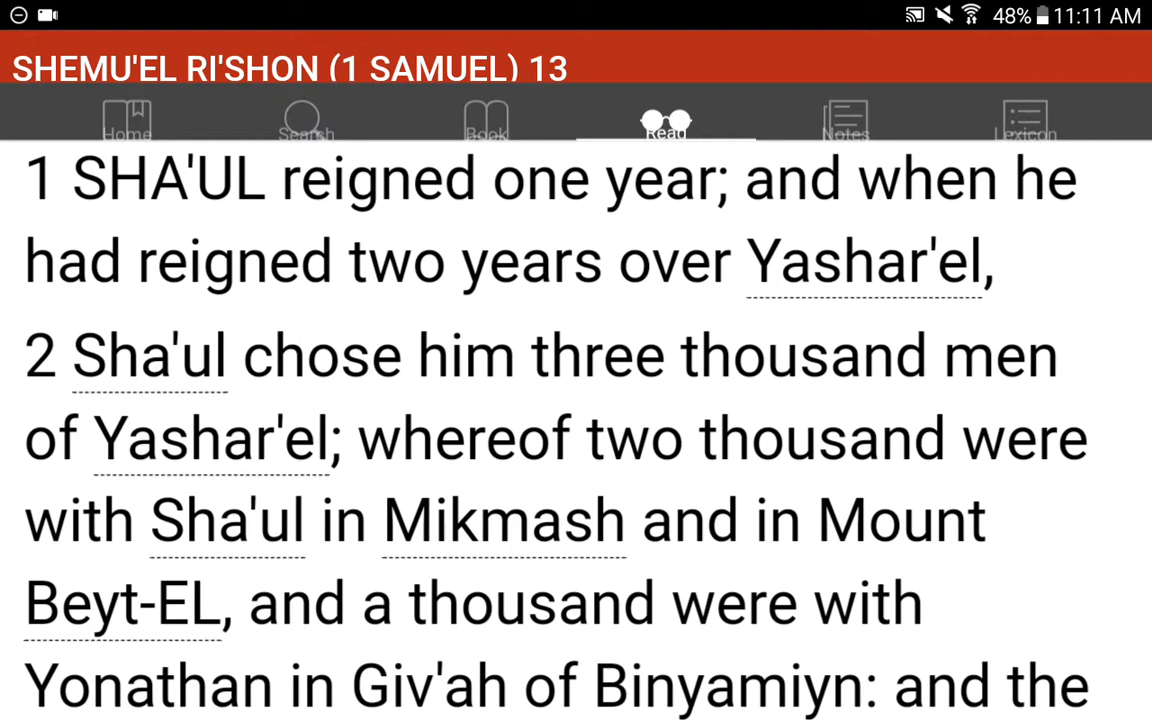 48% 11:11 AM
SHEMU'EL RI'SHON (1 SAMUEL) 13
Home Search Book Read Notes Lexicon
1 SHA'UL reigned one year; and when he
had reigned two years over Yashar'el,
2 Sha'ul chose him three thousand men
of Yashar'el; whereof two thousand were
with Sha'ul in Mikmash and in Mount
Beyt-EL, and a thousand were with
Yonathan in Giv'ah of Binyamiyn: and the